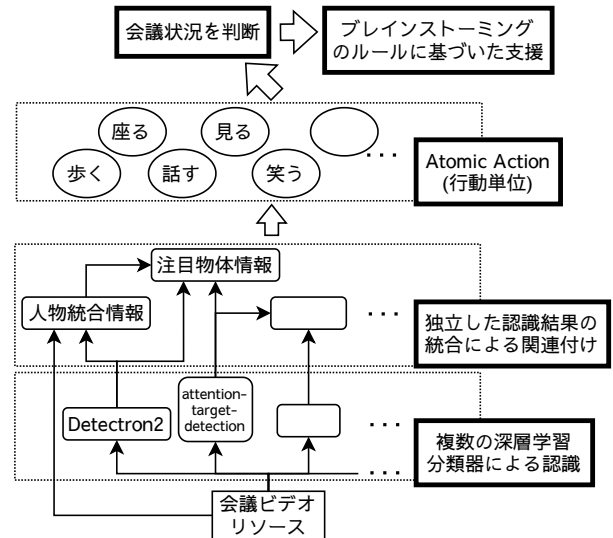 会議状況を判断
ブレインストーミング
のルールに基づいた支援
座る
見る
歩く
話す
笑う
...
Atomic Action
(行動単位)
注目物体情報
人物統合情報
...
独立した認識結果の
統合による関連付け
Detectron2
attention-
target-
detection
...
複数の深層学習
分類器による認識
...
会議ビデオ
リソース